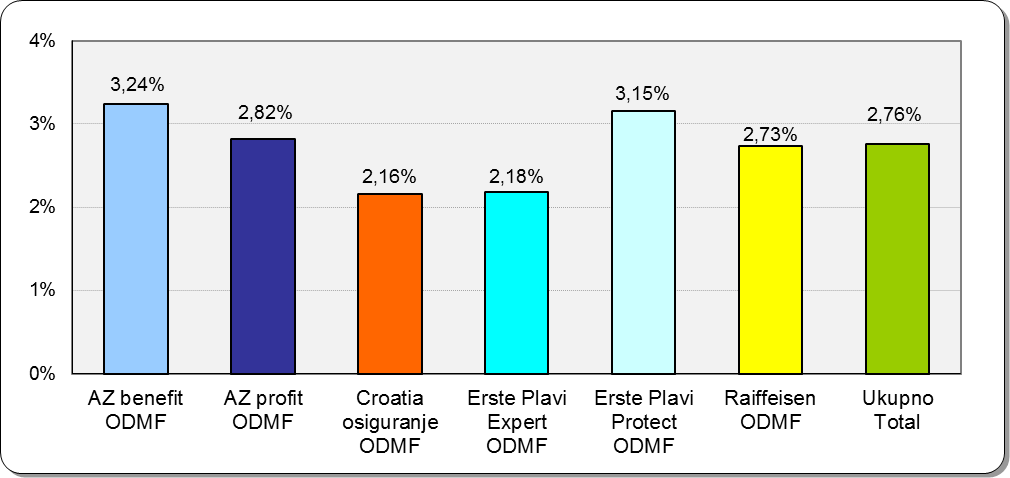 4%
3%
2%
1%
0%
3,24%
2,82%
2,16%
2,18%
3,15%
2,73%
2,76%
AZ benefit
ODMF
AZ profit
ODMF
Croatia
osiguranje
ODMF
Erste Plavi
Expert
ODMF
Erste Plavi
Protect
ODMF
Raiffeisen
ODMF
Ukupno
Total